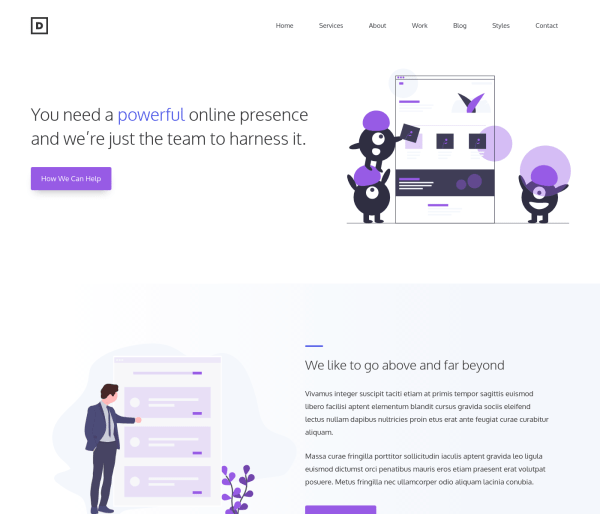 D
Home
Services
About
Work
Blog
Styles
Contact
You need a powerful online presence
and we're just the team to harness it.
How We Can Help
We like to go above and far beyond
Vivamus integer suscipit taciti etiam at primis tempor sagittis euismod
libero facilisi aptent elementum blandit cursus gravida sociis eleifend
lectus nullam dapibus nultricies proin etus erat ante feugiat curae curabitur
aliquam.
Massa curae fringilla porttitor sollicitudin iaculis aptent gravida leo ligula
euismod dictumst orci penatibus mauris eros etiam praesent erat volutpat
posuere. Metus fringilla nec ullamcorper odio aliquam lacinia conubia.